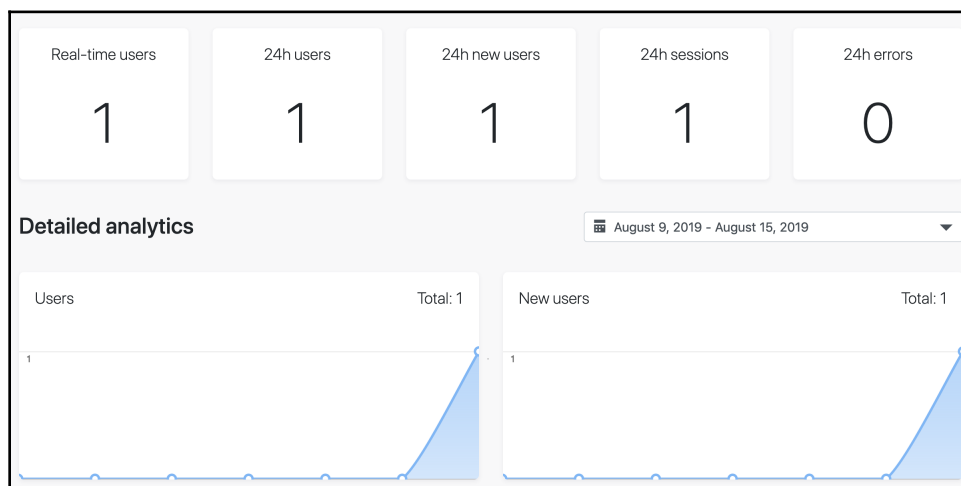 Real-time users
24h users
24h new users
24h sessions
24h errors
1
1
1
1
0
Detailed analytics
August 9, 2019 - August 15, 2019
Users
Total: 1
New users
Total: 1
1
1